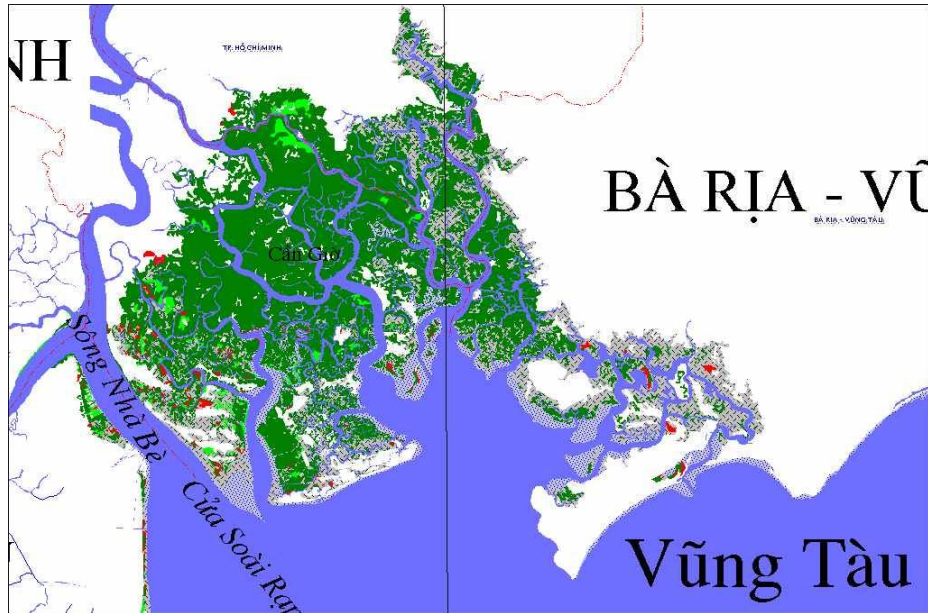 NH
TP. HỒ CHÍ MINH
BÀ RỊA - VŨ
BÀ RỊA - VŨNG TÀU
Cần Giờ
Sông Nhà Bè
Cửa Soài Rạp
Vũng Tàu